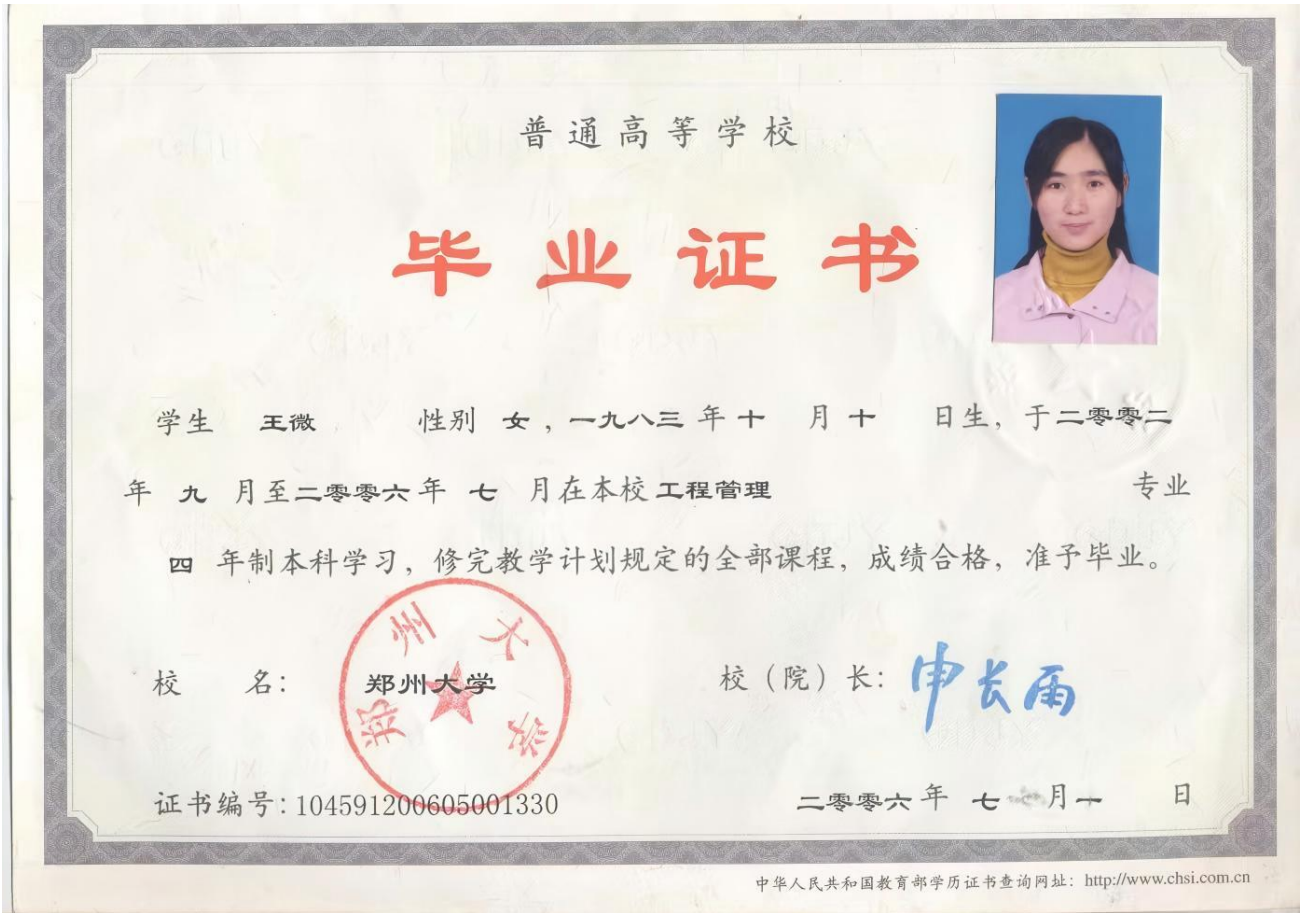 普通高等学校
毕业证书
学生 王微 性别 女，一九八三年十 月十 日生，于二零零二
年 九 月至二零零六年 七 月在本校工程管理 专业
四 年制本科学习，修完教学计划规定的全部课程，成绩合格，准予毕业。
校 名： 郑州大学
郑州大学
校（院）长：申长雨
证书编号：104591200605001330
二零零六年 七 月一 日
中华人民共和国教育部学历证书查询网址：http://www.chsi.com.cn